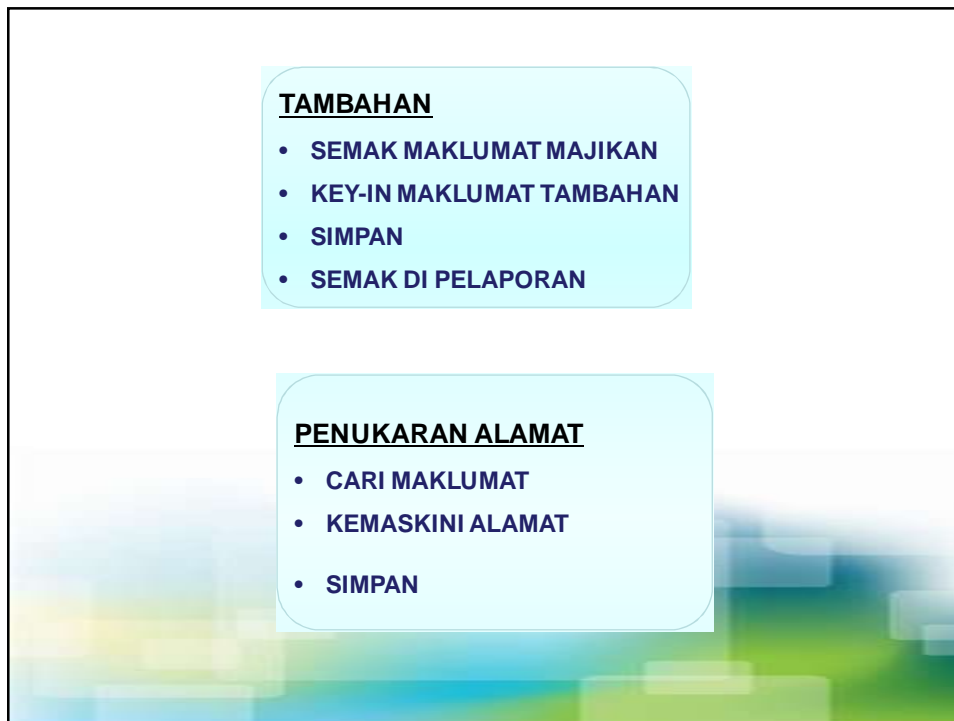 TAMBAHAN
• SEMAK MAKLUMAT MAJIKAN
• KEY-IN MAKLUMAT TAMBAHAN
• SIMPAN
• SEMAK DI PELAPORAN
PENUKARAN ALAMAT
• CARI MAKLUMAT
• KEMASKINI ALAMAT
• SIMPAN